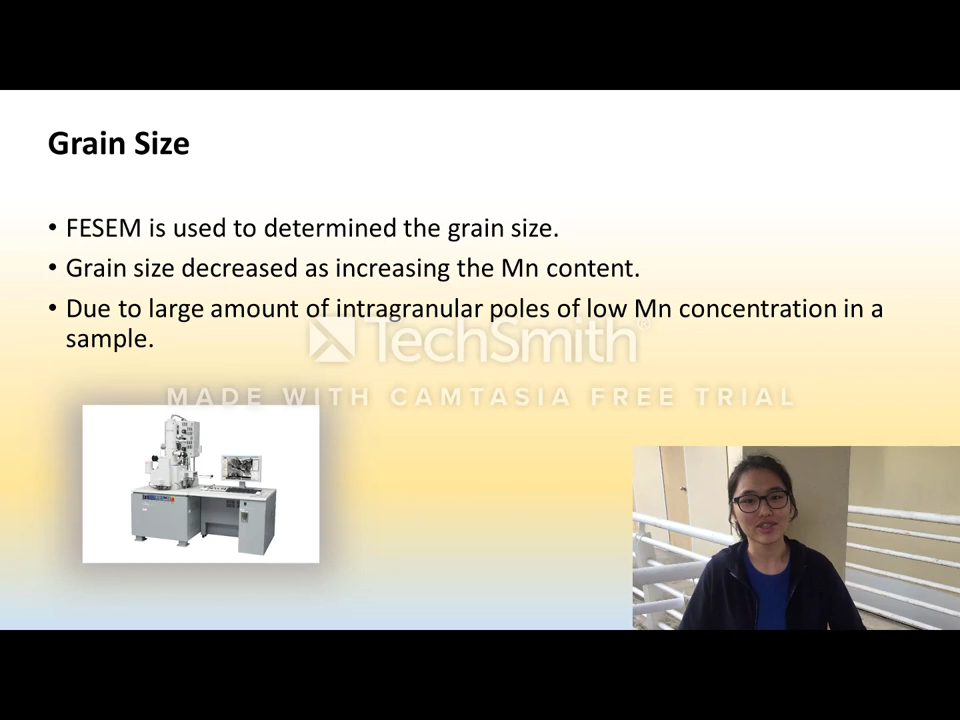 Grain Size
• FESEM is used to determined the grain size.
• Grain size decreased as increasing the Mn content.
• Due to large amount of intragranular poles of low Mn concentration in a
sample.
TechSmith®
MADE WITH CAMTASIA FREE TRIAL